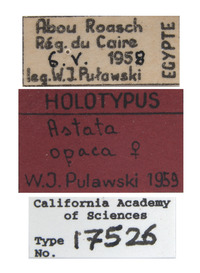 Abou Roasch
Rég. du Caire
6. V. 1958
leg. W.J. Puławski
EGYPTE
HOLOTYPUS
Astata
opaca ♀
W.J. Pulawski 1959
California Academy
of Sciences
Type
No. 17526